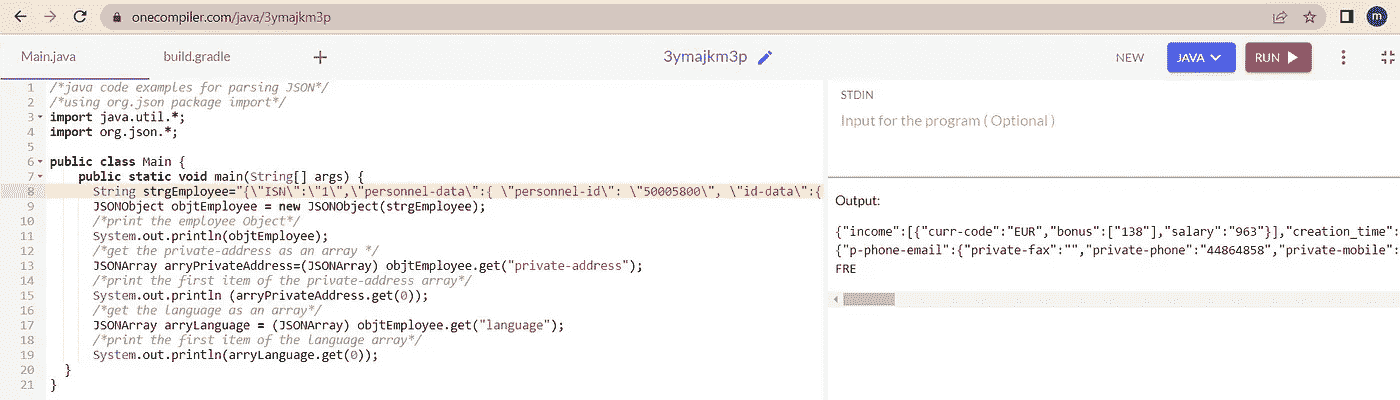 onecompiler.com/java/3ymajkm3p
m
Main.java build.gradle + 3ymajkm3p NEW JAVA RUN
1 /*java code examples for parsing JSON*/
2 /*using org.json package import*/
3 import java.util.*;
4 import org.json.*;
5
6 public class Main {
7 public static void main(String[] args) {
8 String strgEmployee="{\"ISN\":\"1\",\"personnel-data\":{ \"personnel-id\": \"50005800\", \"id-data\":{
9 JSONObject objtEmployee = new JSONObject(strgEmployee);
10 /*print the employee Object*/
11 System.out.println(objtEmployee);
12 /*get the private-address as an array */
13 JSONArray arryPrivateAddress=(JSONArray) objtEmployee.get("private-address");
14 /*print the first item of the private-address array*/
15 System.out.println (arryPrivateAddress.get(0));
16 /*get the language as an array*/
17 JSONArray arryLanguage = (JSONArray) objtEmployee.get("language");
18 /*print the first item of the language array*/
19 System.out.println(arryLanguage.get(0));
20 }
21 }
STDIN
Input for the program ( Optional )
Output:
{"income":[{"curr-code":"EUR","bonus":["138"],"salary":"963"}],"creation_time":
{"p-phone-email":{"private-fax":"","private-phone":"44864858","private-mobile":
FRE